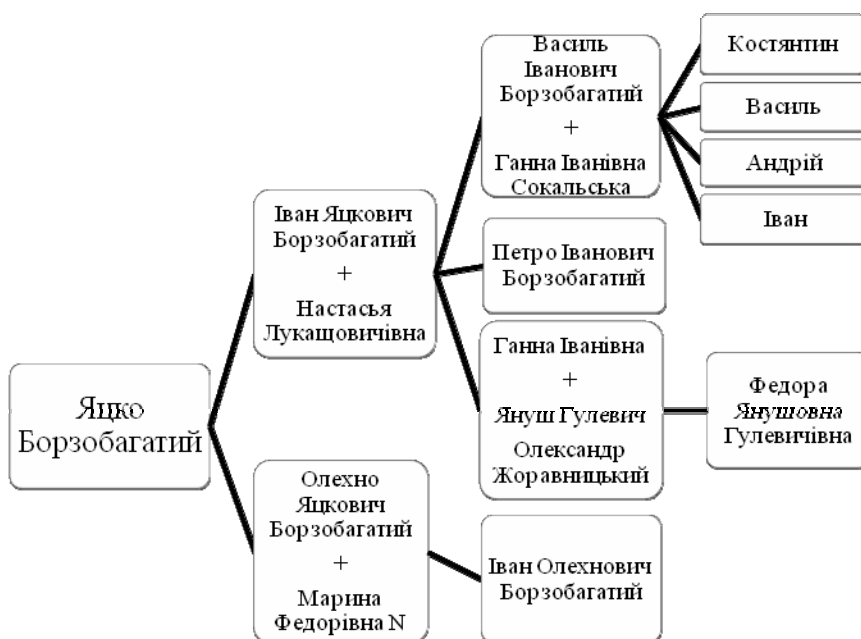 Яцко
Борзобагатий
Іван Яцкович
Борзобагатий
+
Настасья
Лукащовичівна
Олехно
Яцкович
Борзобагатий
+
Марина
Федорівна N
Василь
Іванович
Борзобагатий
+
Ганна Іванівна
Сокальська
Петро Іванович
Борзобагатий
Ганна Іванівна
+
Януш Гулевич
Олександр
Жоравницький
Іван Олехнович
Борзобагатий
Костянтин
Василь
Андрій
Іван
Федора
Янушовна
Гулевичівна